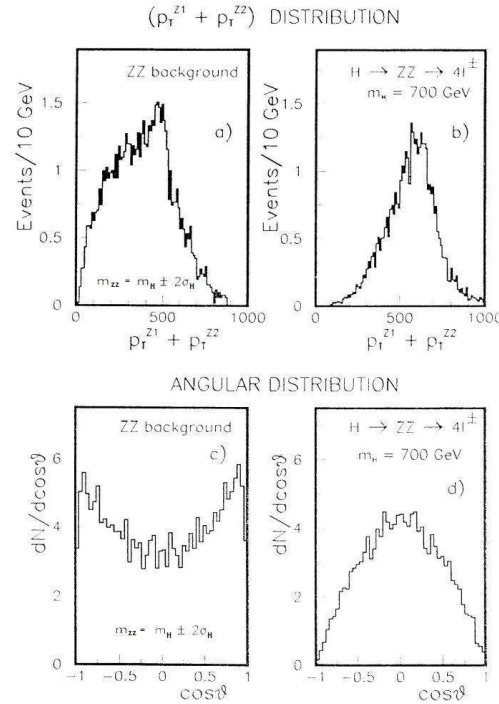 (p_T^Z1 + p_T^Z2) DISTRIBUTION
ZZ background
a)
m_ZZ = m_H ± 2σ_H
Events/10 GeV
1.5
1
0.5
0
0 500 1000
p_T^Z1 + p_T^Z2
H → ZZ → 4l±
m_H = 700 GeV
b)
Events/10 GeV
1.5
1
0.5
0
0 500 1000
p_T^Z1 + p_T^Z2
ANGULAR DISTRIBUTION
ZZ background
c)
m_ZZ = m_H ± 2σ_H
dN/dcosϑ
6
4
2
0
-1 -0.5 0 0.5 1
cosϑ
H → ZZ → 4l±
m_H = 700 GeV
d)
dN/dcosϑ
6
4
2
0
-1 -0.5 0 0.5 1
cosϑ